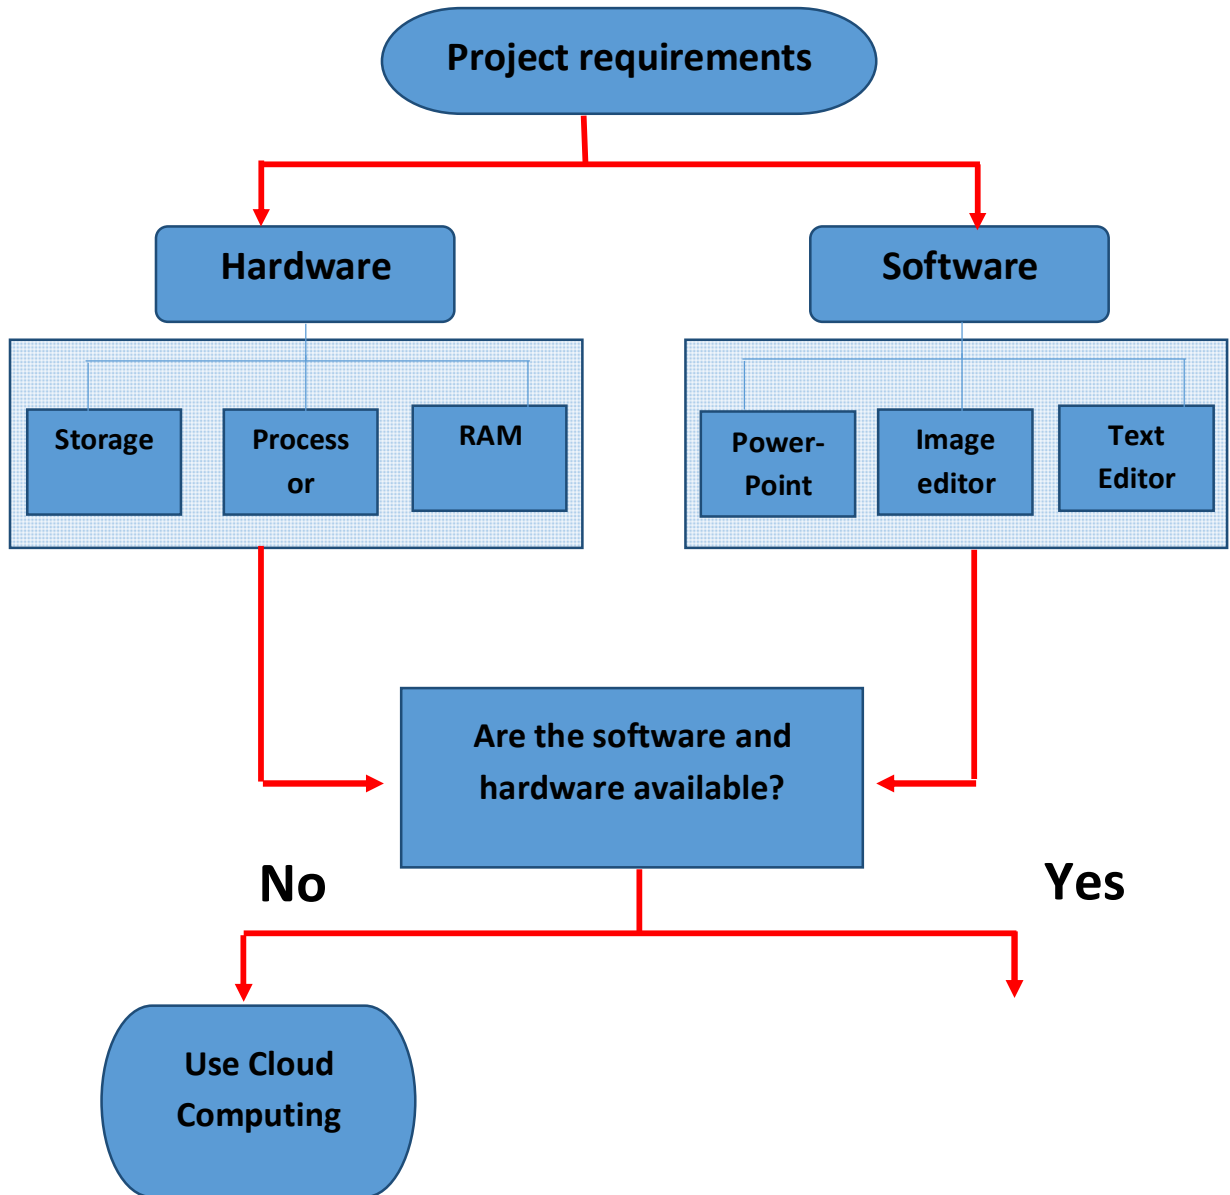 Project requirements
Hardware
Software
Storage
Process
or
RAM
Power-
Point
Image
editor
Text
Editor
Are the software and
hardware available?
No
Yes
Use Cloud
Computing